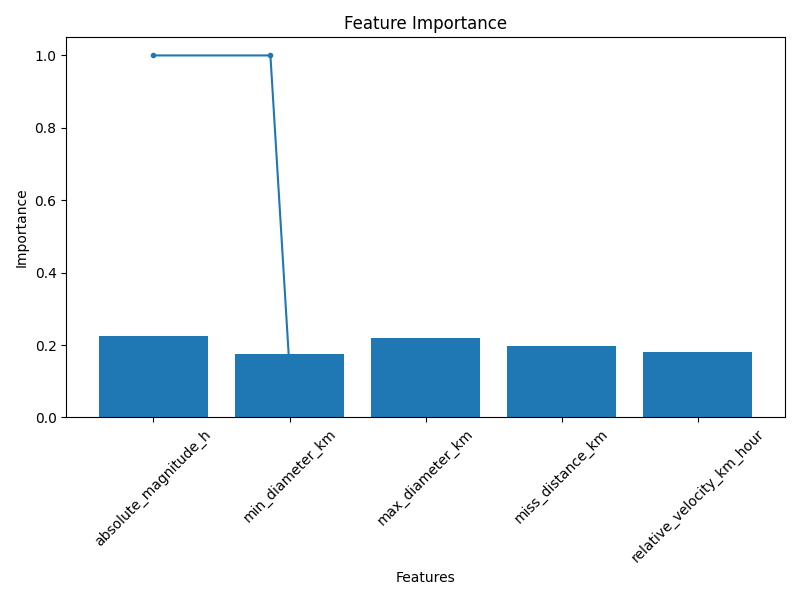 Feature Importance
1.0
0.8
0.6
0.4
0.2
0.0
Importance
absolute_magnitude_h
min_diameter_km
max_diameter_km
miss_distance_km
relative_velocity_km_hour
Features